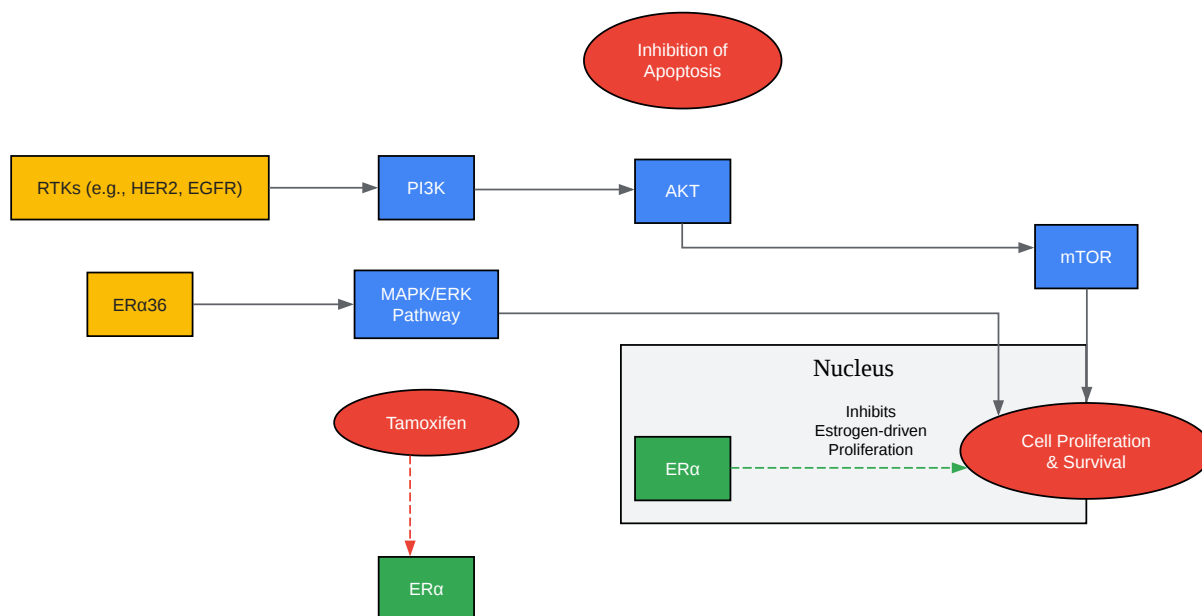 Inhibition of
Apoptosis
RTKs (e.g., HER2, EGFR)
PI3K
AKT
mTOR
ERα36
MAPK/ERK
Pathway
Nucleus
Tamoxifen
Inhibits
Estrogen-driven
Proliferation
ERα
Cell Proliferation
& Survival
ERα